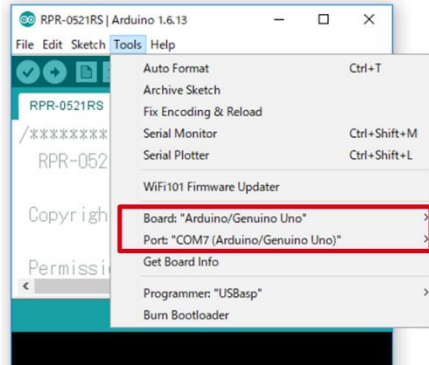 RPR-0521RS | Arduino 1.6.13
File Edit Sketch Tools Help
Auto Format Ctrl+T
Archive Sketch
RPR-0521RS
Fix Encoding & Reload
Serial Monitor Ctrl+Shift+M
/********
Serial Plotter Ctrl+Shift+L
RPR-052
WiFi101 Firmware Updater
Copyrigh
Board: "Arduino/Genuino Uno"
Port: "COM7 (Arduino/Genuino Uno)"
Get Board Info
Permissi
Programmer: "USBasp"
Burn Bootloader